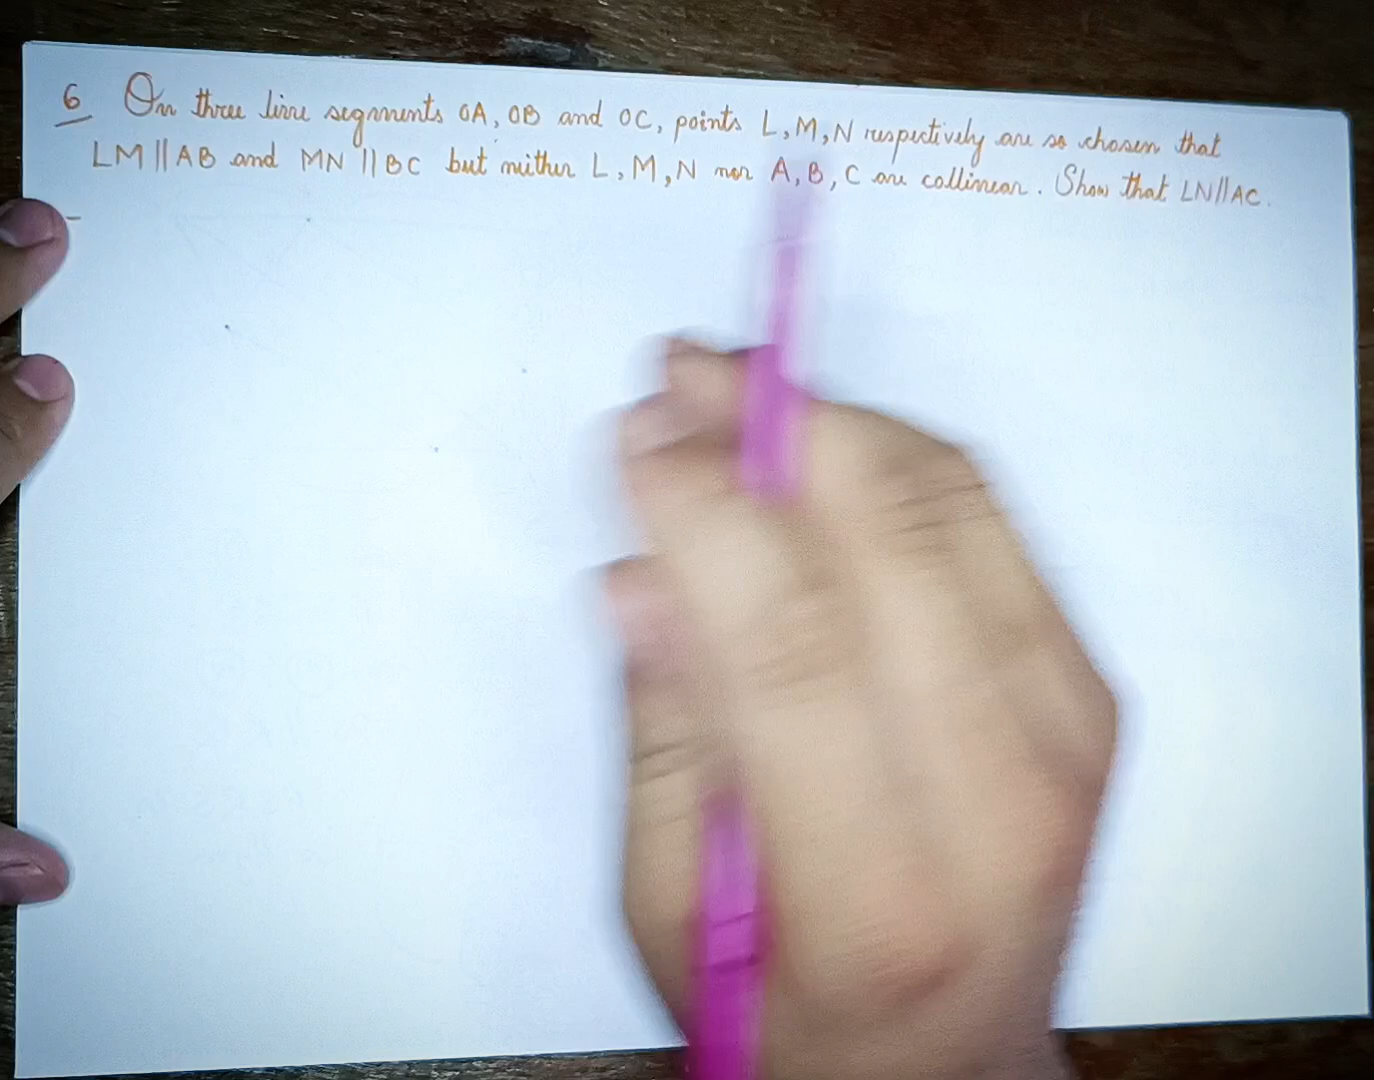 6 On three line segments OA, OB and OC, points L, M, N respectively are so chosen that
LM || AB and MN || BC but neither L, M, N nor A, B, C are collinear. Show that LN || AC.